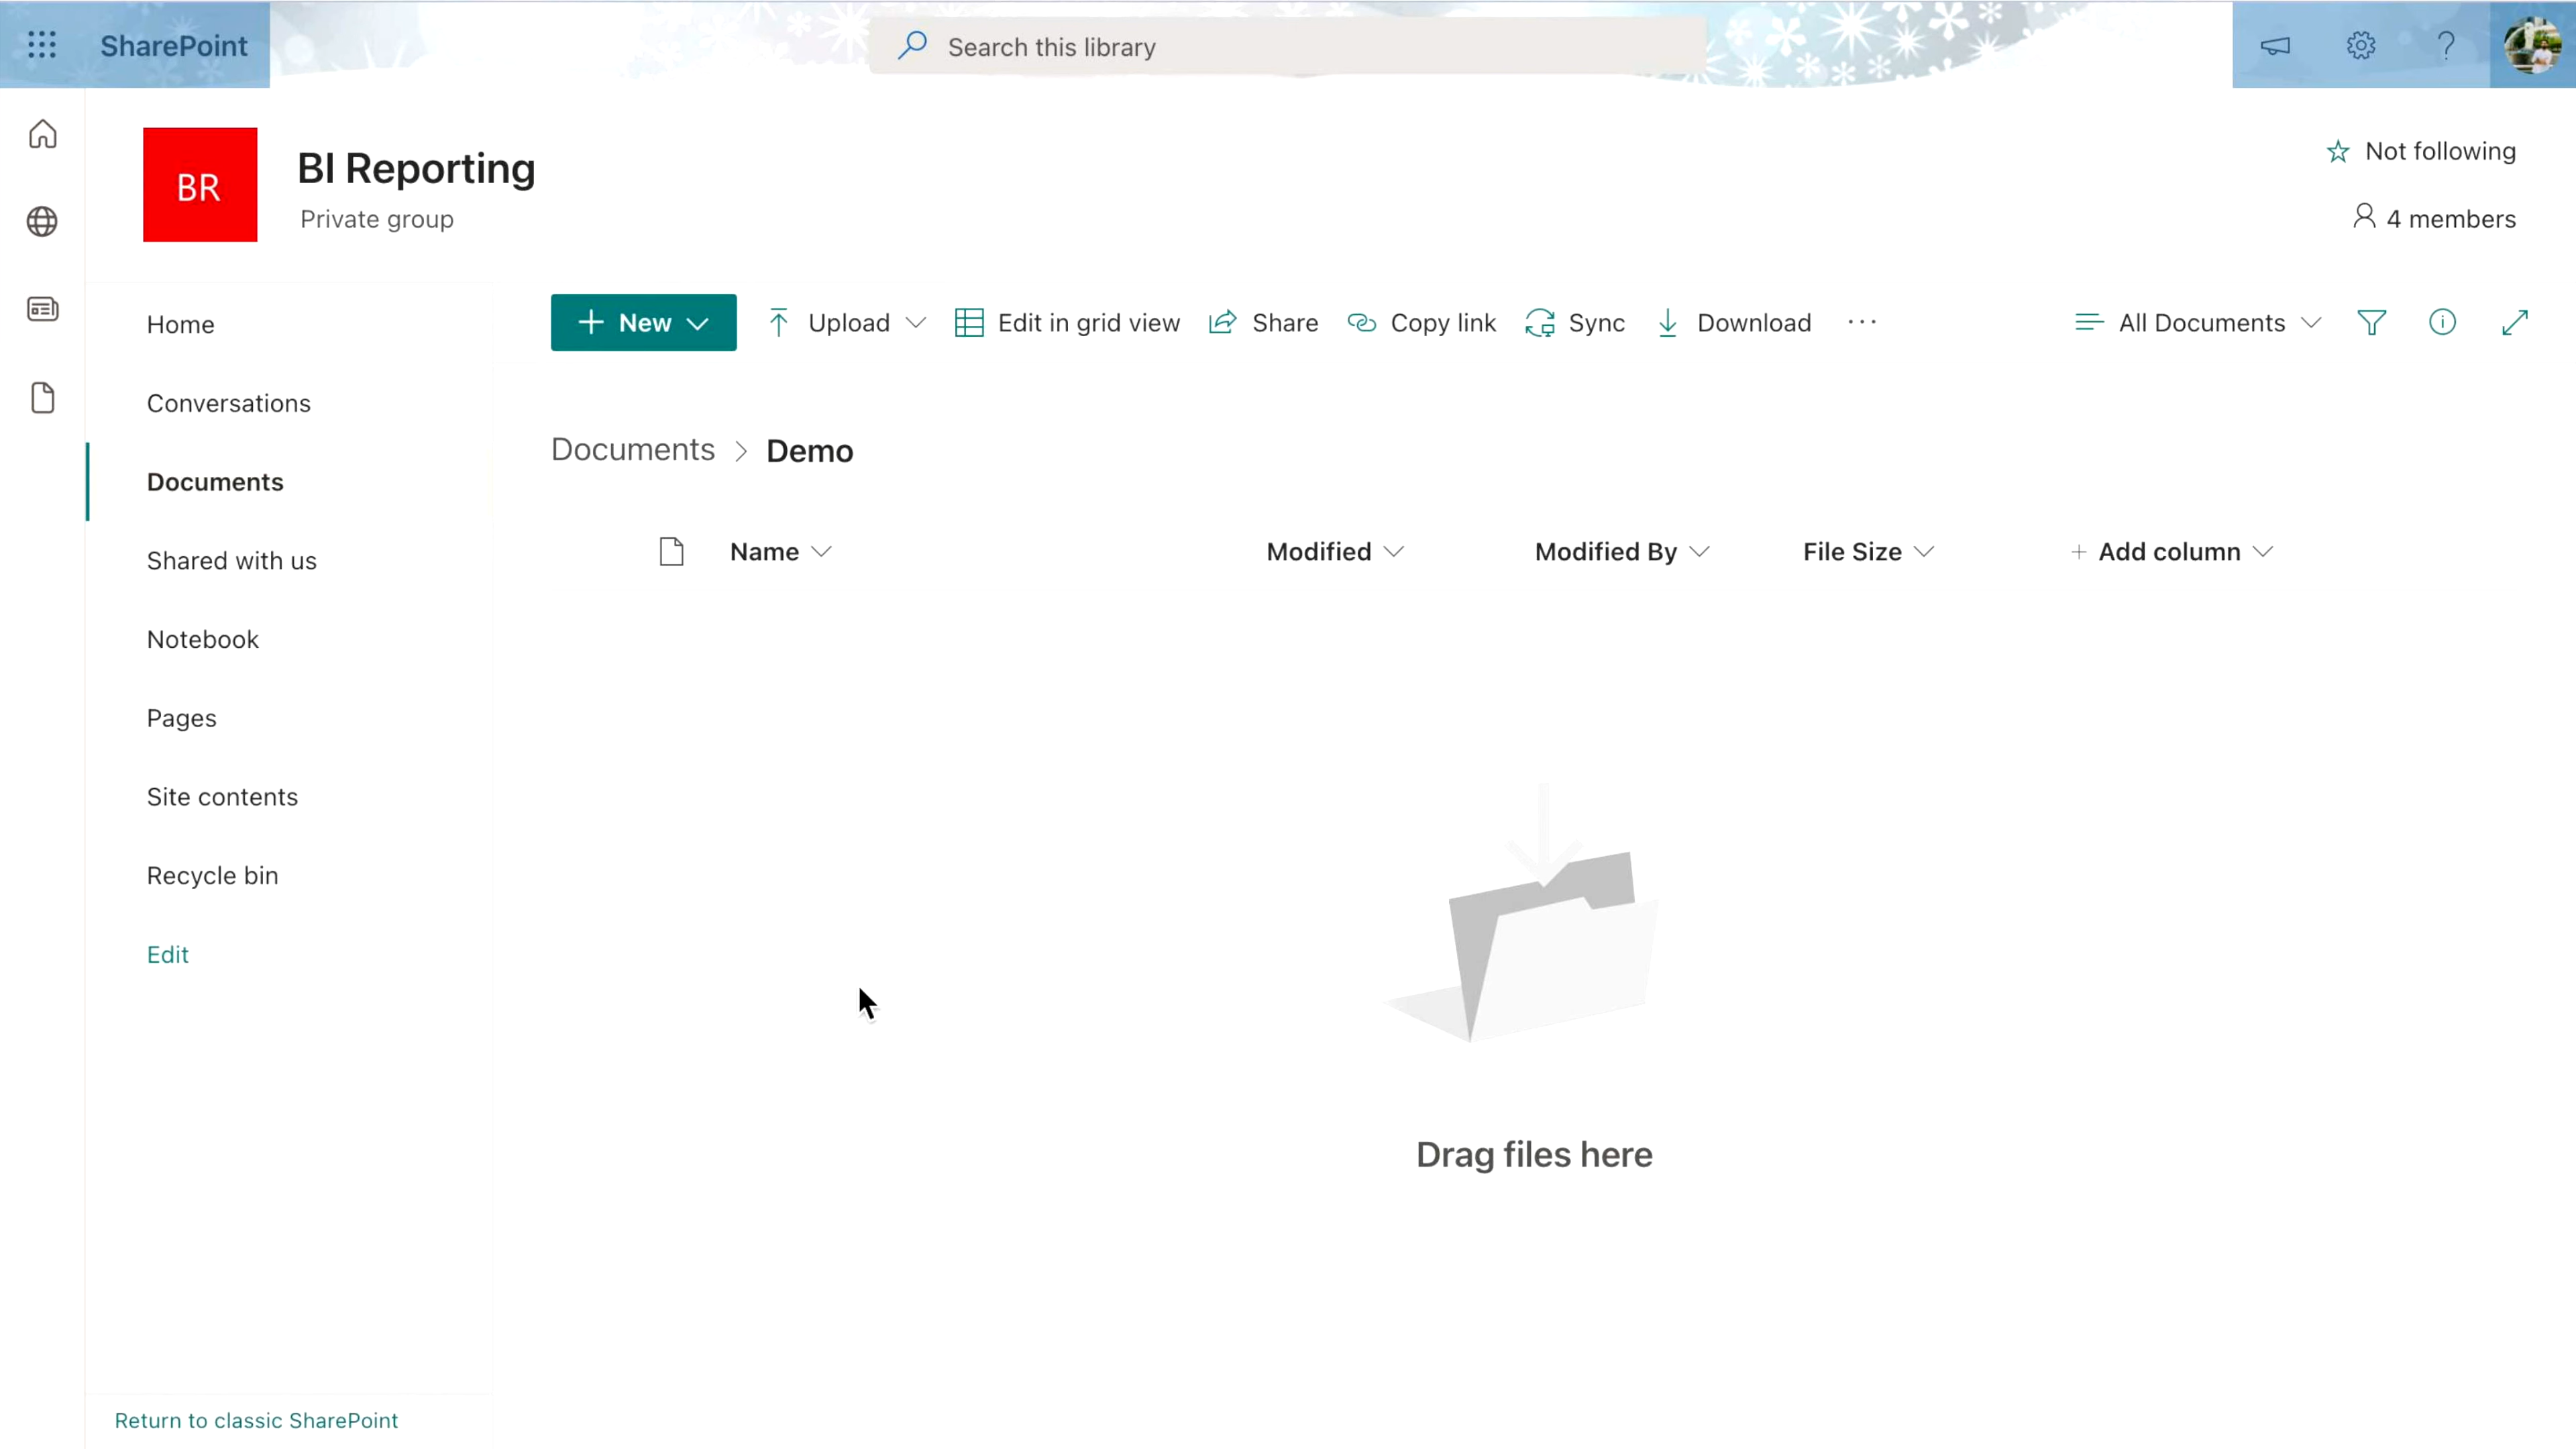 SharePoint
Search this library
BR
BI Reporting
Private group
Not following
4 members
Home
Conversations
Documents
Shared with us
Notebook
Pages
Site contents
Recycle bin
Edit
Return to classic SharePoint
New Upload Edit in grid view Share Copy link Sync Download ··· All Documents
Documents > Demo
Name Modified Modified By File Size + Add column
Drag files here